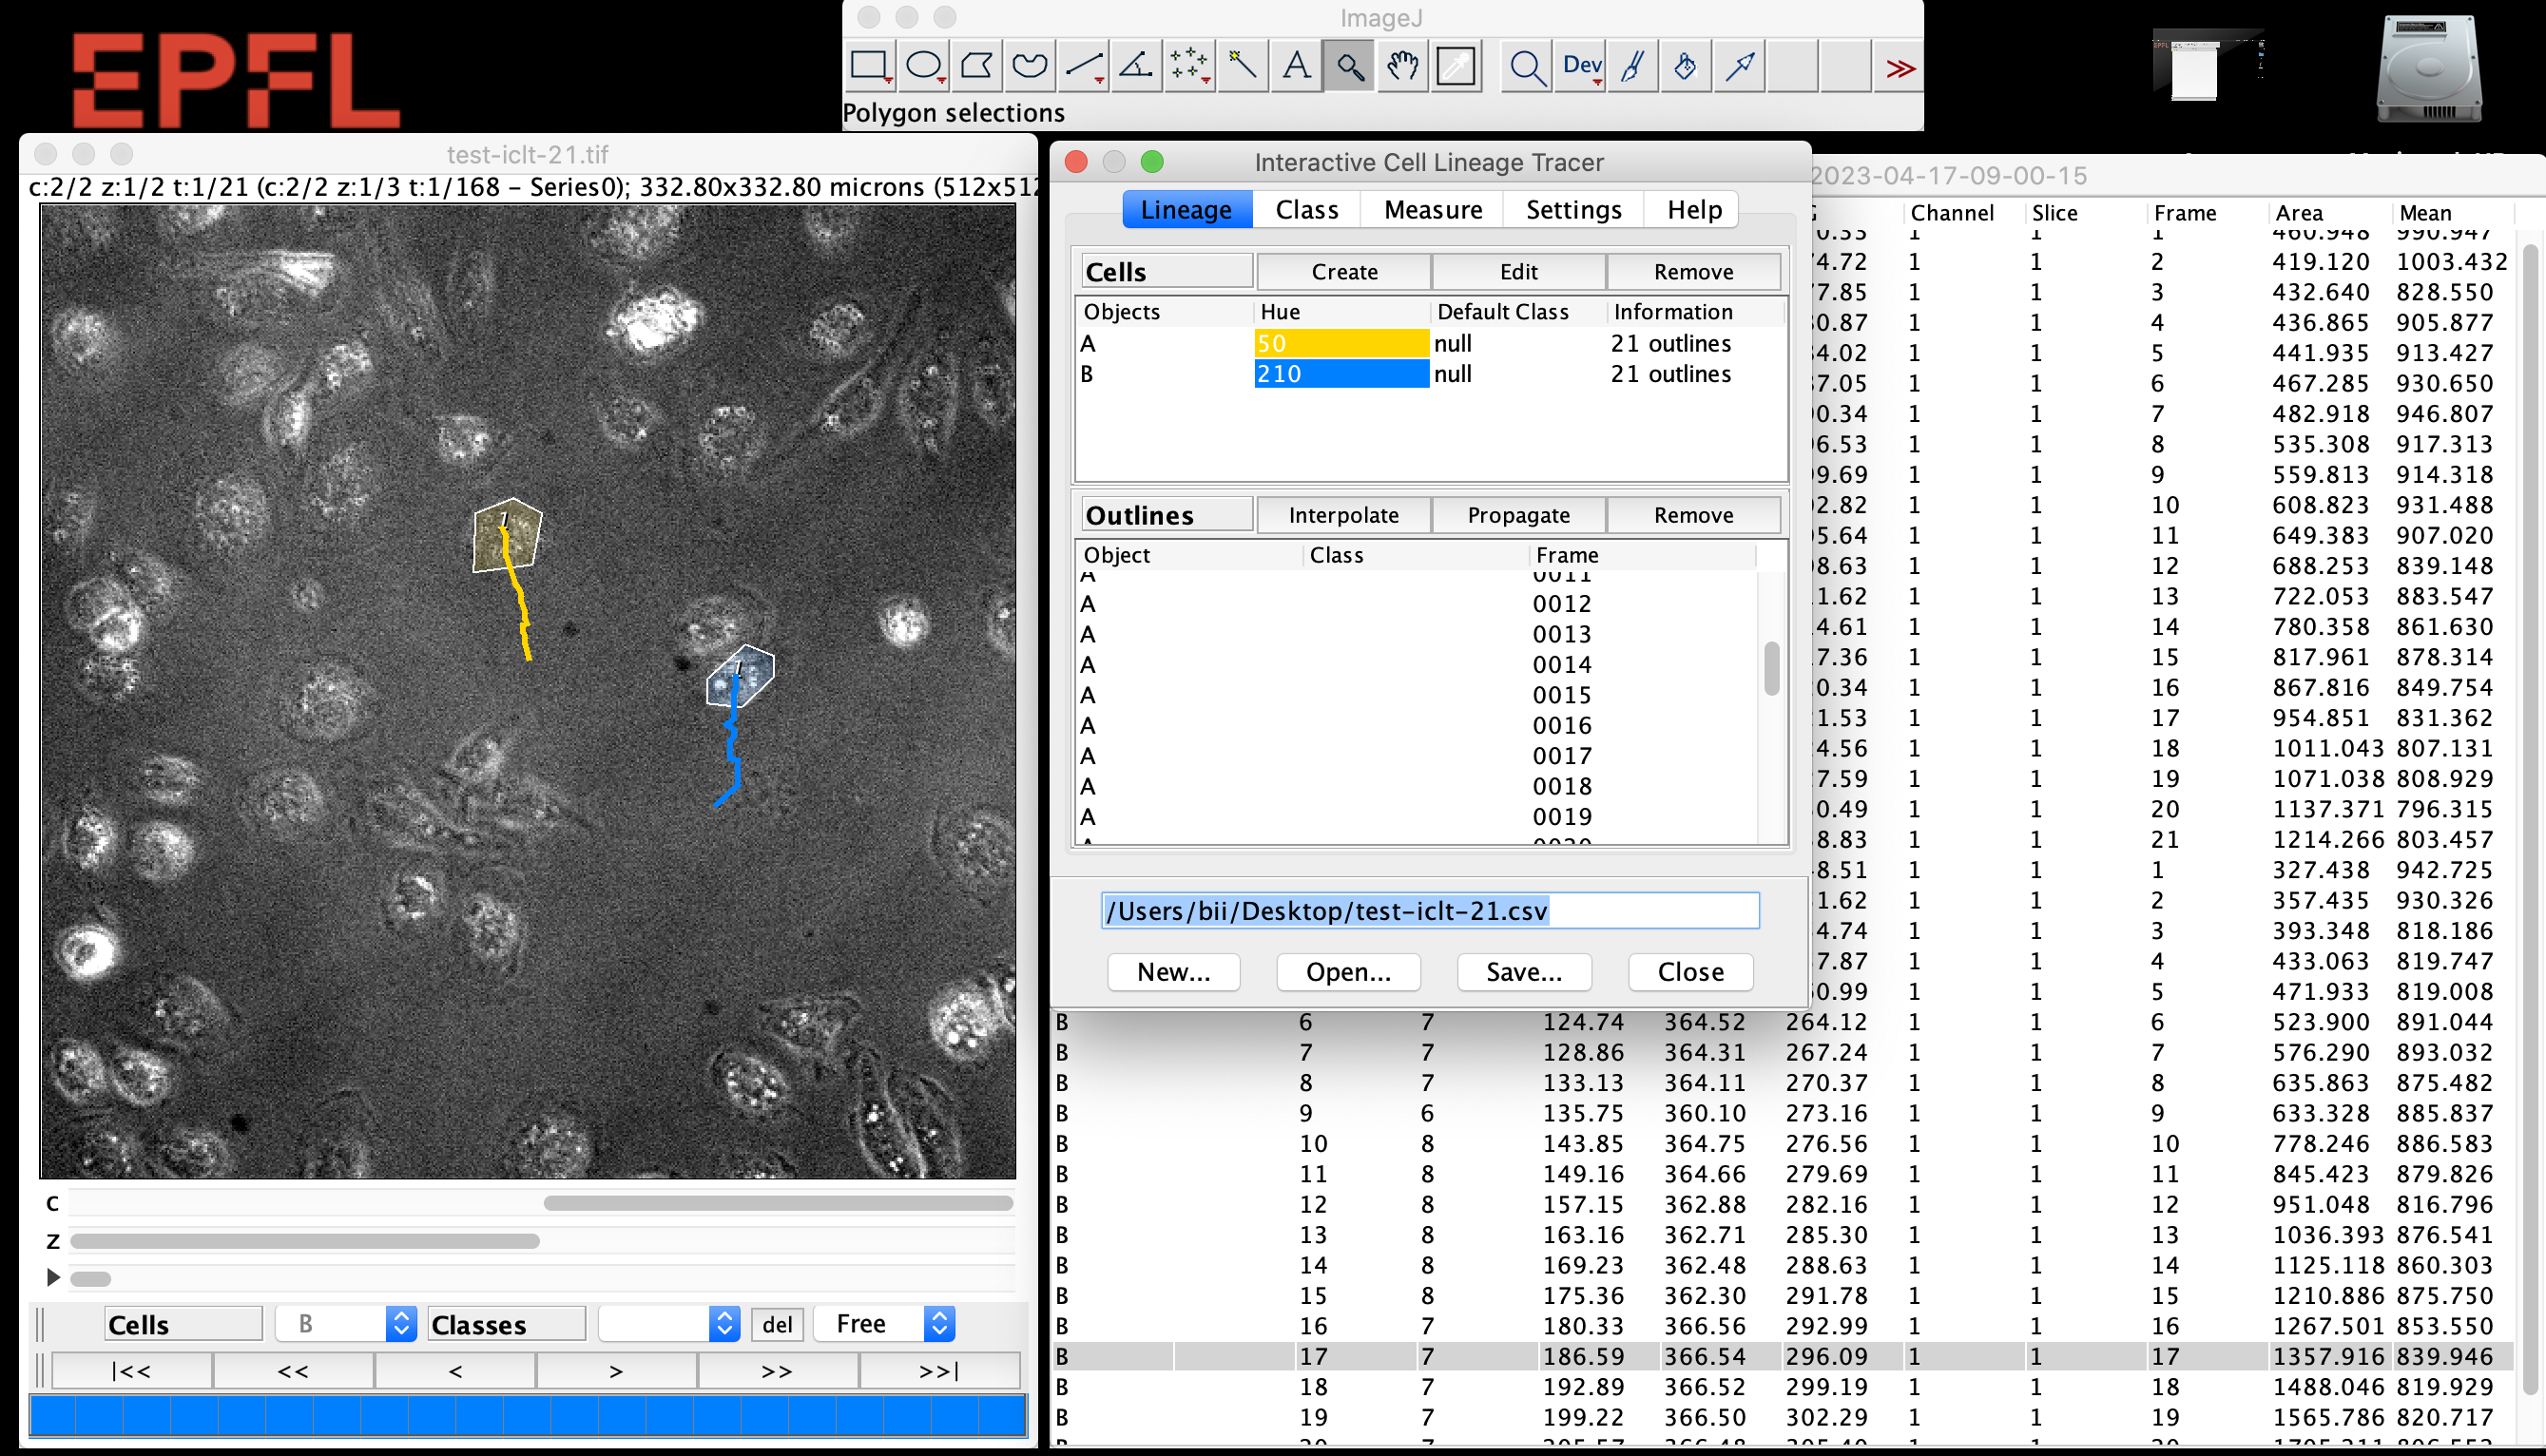 EPFL
ImageJ
Dev
>>
Polygon selections
test-iclt-21.tif
c:2/2 z:1/2 t:1/21 (c:2/2 z:1/3 t:1/168 - Series0); 332.80x332.80 microns (512x512
1
1
C
Z
Cells B Classes del Free
|<< << < > >> >>|
Interactive Cell Lineage Tracer
Lineage Class Measure Settings Help
Cells Create Edit Remove
Objects Hue Default Class Information
A 50 null 21 outlines
B 210 null 21 outlines
Outlines Interpolate Propagate Remove
Object Class Frame
A 0011
A 0012
A 0013
A 0014
A 0015
A 0016
A 0017
A 0018
A 0019
A 0020
/Users/bii/Desktop/test-iclt-21.csv
New... Open... Save... Close
2023-04-17-09-00-15
Channel Slice Frame Area Mean
0.53 1 1 1 460.948 990.947
74.72 1 1 2 419.120 1003.432
77.85 1 1 3 432.640 828.550
80.87 1 1 4 436.865 905.877
84.02 1 1 5 441.935 913.427
87.05 1 1 6 467.285 930.650
90.34 1 1 7 482.918 946.807
96.53 1 1 8 535.308 917.313
99.69 1 1 9 559.813 914.318
02.82 1 1 10 608.823 931.488
05.64 1 1 11 649.383 907.020
08.63 1 1 12 688.253 839.148
1.62 1 1 13 722.053 883.547
4.61 1 1 14 780.358 861.630
7.36 1 1 15 817.961 878.314
0.34 1 1 16 867.816 849.754
1.53 1 1 17 954.851 831.362
4.56 1 1 18 1011.043 807.131
7.59 1 1 19 1071.038 808.929
0.49 1 1 20 1137.371 796.315
8.83 1 1 21 1214.266 803.457
8.51 1 1 1 327.438 942.725
1.62 1 1 2 357.435 930.326
4.74 1 1 3 393.348 818.186
7.87 1 1 4 433.063 819.747
0.99 1 1 5 471.933 819.008
B 6 7 124.74 364.52 264.12 1 1 6 523.900 891.044
B 7 7 128.86 364.31 267.24 1 1 7 576.290 893.032
B 8 7 133.13 364.11 270.37 1 1 8 635.863 875.482
B 9 6 135.75 360.10 273.16 1 1 9 633.328 885.837
B 10 8 143.85 364.75 276.56 1 1 10 778.246 886.583
B 11 8 149.16 364.66 279.69 1 1 11 845.423 879.826
B 12 8 157.15 362.88 282.16 1 1 12 951.048 816.796
B 13 8 163.16 362.71 285.30 1 1 13 1036.393 876.541
B 14 8 169.23 362.48 288.63 1 1 14 1125.118 860.303
B 15 8 175.36 362.30 291.78 1 1 15 1210.886 875.750
B 16 7 180.33 366.56 292.99 1 1 16 1267.501 853.550
B 17 7 186.59 366.54 296.09 1 1 17 1357.916 839.946
B 18 7 192.89 366.52 299.19 1 1 18 1488.046 819.929
B 19 7 199.22 366.50 302.29 1 1 19 1565.786 820.717